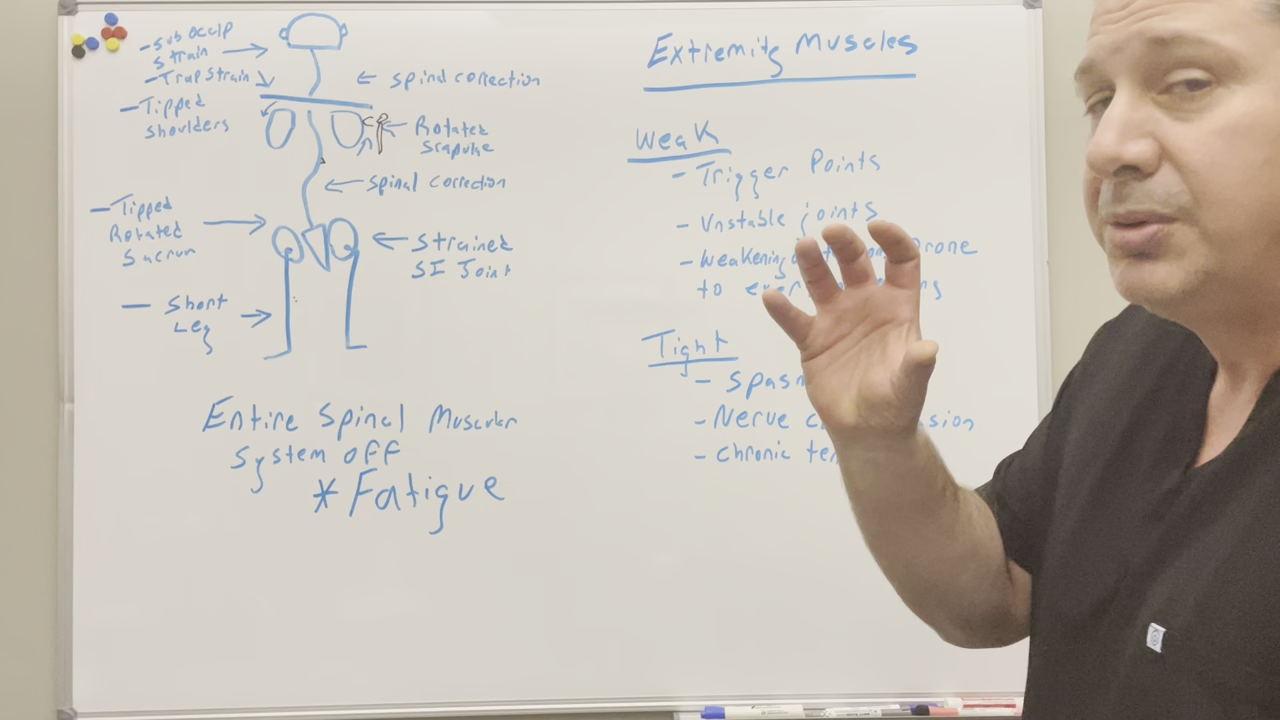 - Sub occip
strain
- Trap strain
- Tipped
shoulders
spinal correction
Rotated
spinal correction
- Tipped
Rotated
Sacrum
Strained
SI Joint
- Short
Leg
Entire Spinal Muscular
System off
* Fatigue
Extremity Muscles
Weak
- Trigger Points
- Unstable joints
- Weakening Prone
to
Tight
-
- Nerve
- Chronic